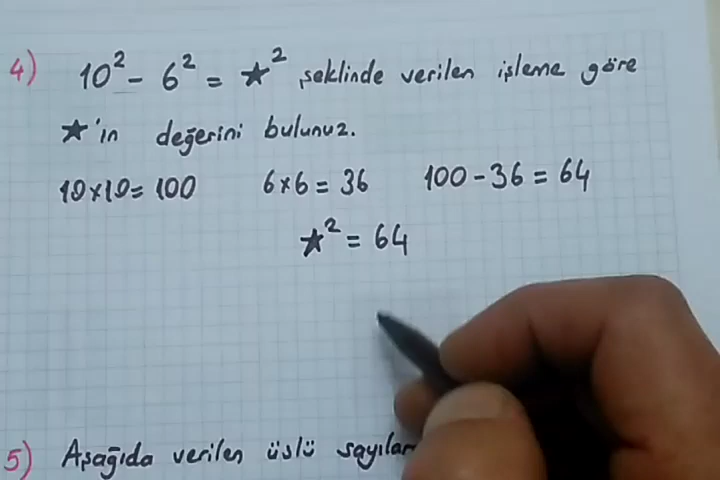 4) 10² - 6² = ★² şeklinde verilen işleme göre
★'ın değerini bulunuz.
10×10= 100 6×6 = 36 100 - 36 = 64
★² = 64
5) Aşağıda verilen üslü